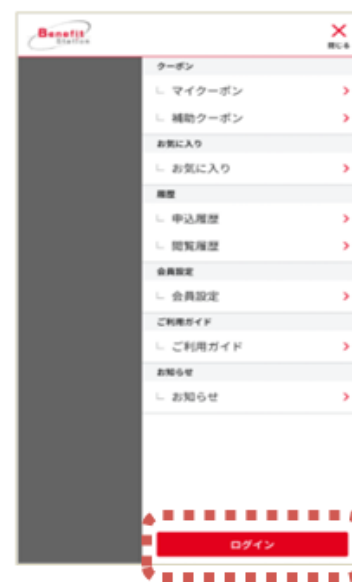 Benefit
Station
閉じる
クーポン
マイクーポン
補助クーポン
お気に入り
お気に入り
履歴
申込履歴
閲覧履歴
会員設定
会員設定
ご利用ガイド
ご利用ガイド
お知らせ
お知らせ
ログイン